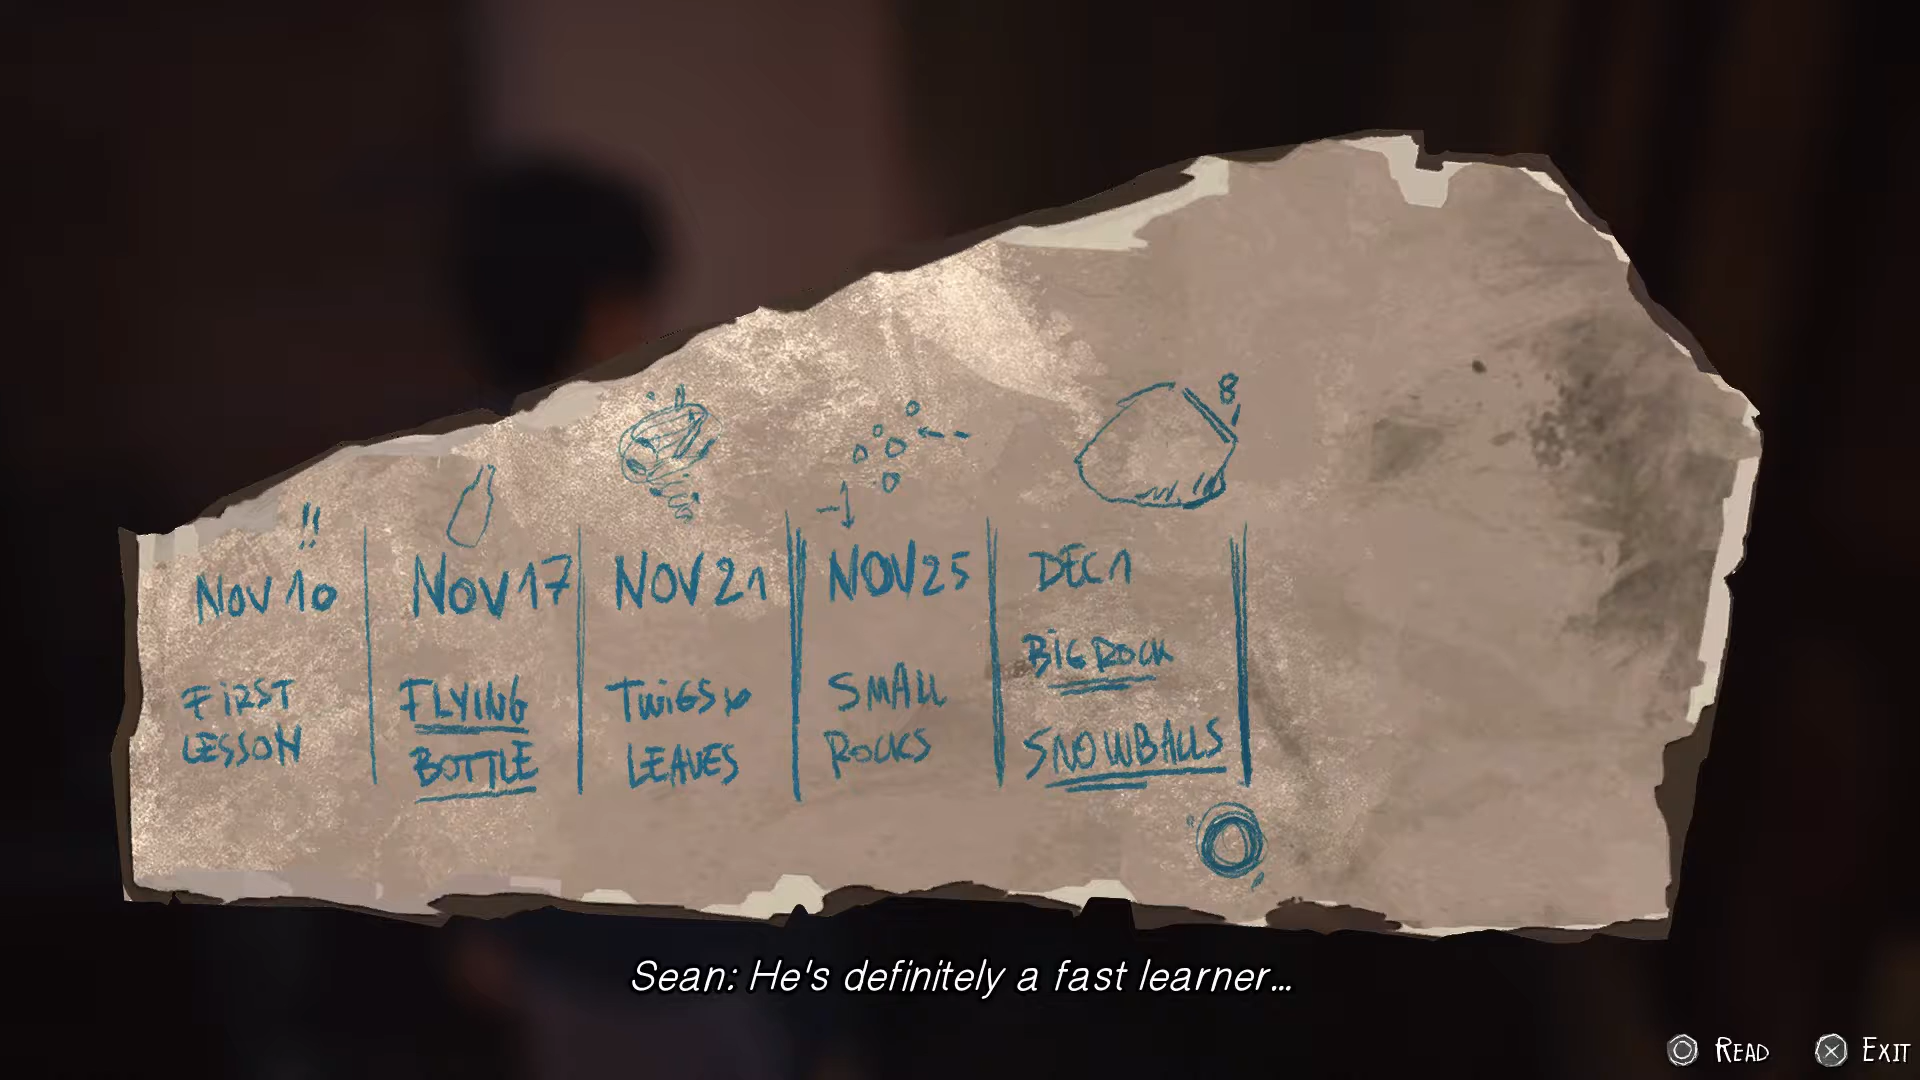 !!
NOV 10
FIRST
LESSON
NOV 17
FLYING
BOTTLE
NOV 21
TWIGS &
LEAVES
NOV 25
SMALL
ROCKS
DEC 1
BIG ROCK
SNOWBALLS
Sean: He's definitely a fast learner...
READ
EXIT